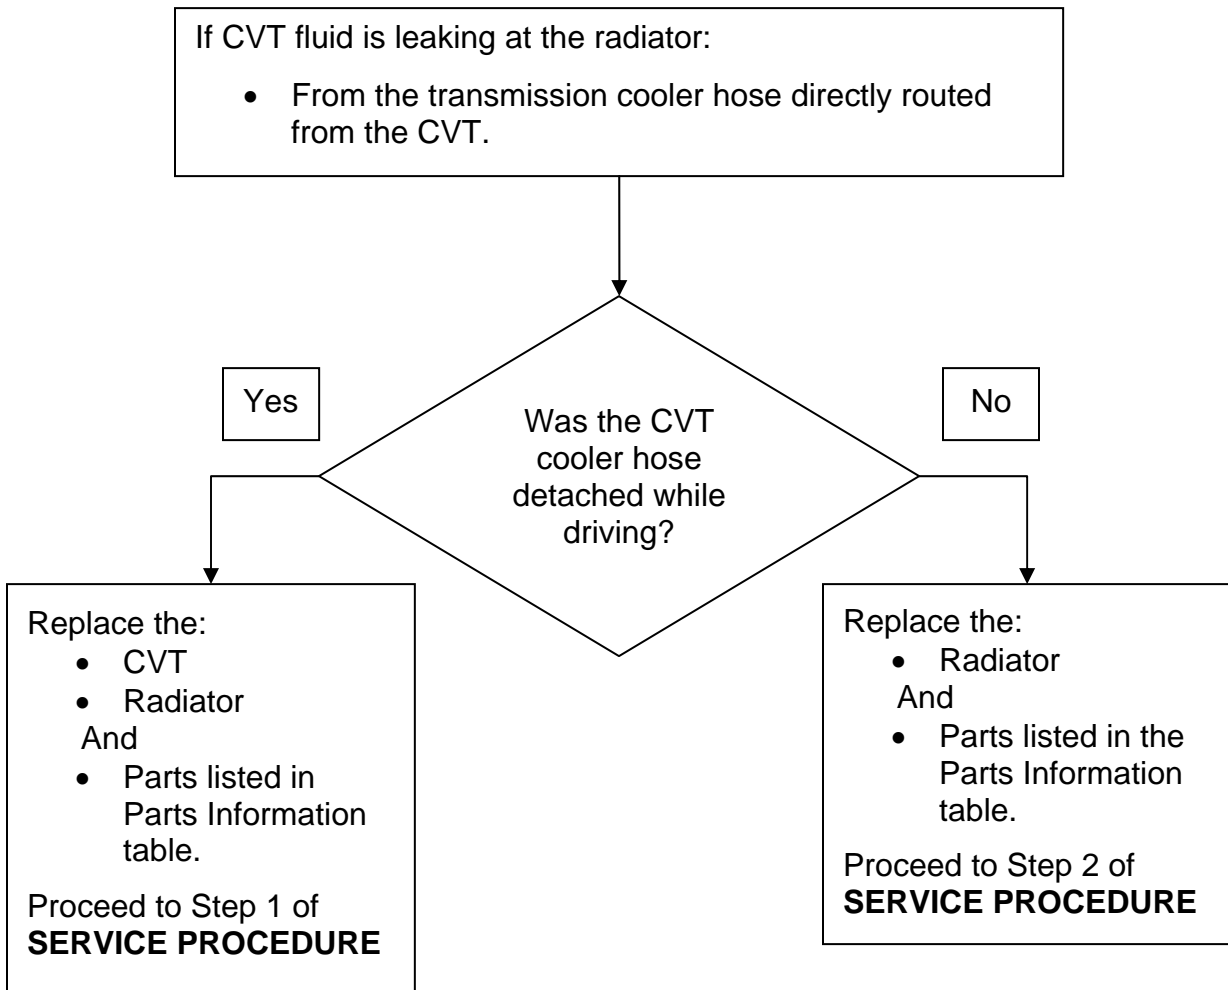 If CVT fluid is leaking at the radiator:
• From the transmission cooler hose directly routed
from the CVT.
Yes
No
Was the CVT
cooler hose
detached while
driving?
Replace the:
• CVT
• Radiator
And
• Parts listed in
Parts Information
table.
Proceed to Step 1 of
SERVICE PROCEDURE
Replace the:
• Radiator
And
• Parts listed in the
Parts Information
table.
Proceed to Step 2 of
SERVICE PROCEDURE